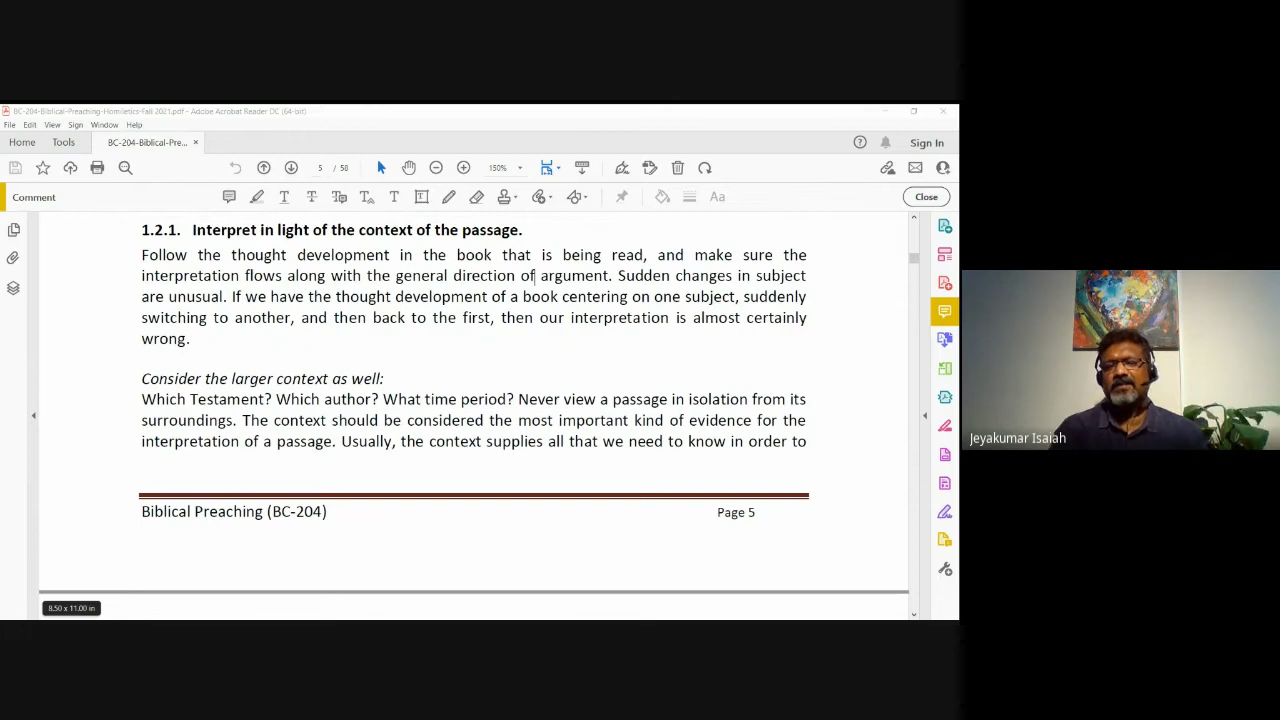 BC-204-Biblical-Preaching-Homiletics-Fall 2021.pdf - Adobe Acrobat Reader DC (64-bit)
File Edit View Sign Window Help
Home Tools BC-204-Biblical-Pre... × Sign In
5 / 58 150%
Comment Aa Close
1.2.1. Interpret in light of the context of the passage.
Follow the thought development in the book that is being read, and make sure the
interpretation flows along with the general direction of argument. Sudden changes in subject
are unusual. If we have the thought development of a book centering on one subject, suddenly
switching to another, and then back to the first, then our interpretation is almost certainly
wrong.
Consider the larger context as well:
Which Testament? Which author? What time period? Never view a passage in isolation from its
surroundings. The context should be considered the most important kind of evidence for the
interpretation of a passage. Usually, the context supplies all that we need to know in order to
Biblical Preaching (BC-204) Page 5
8.50 x 11.00 in
Jeyakumar Isaiah